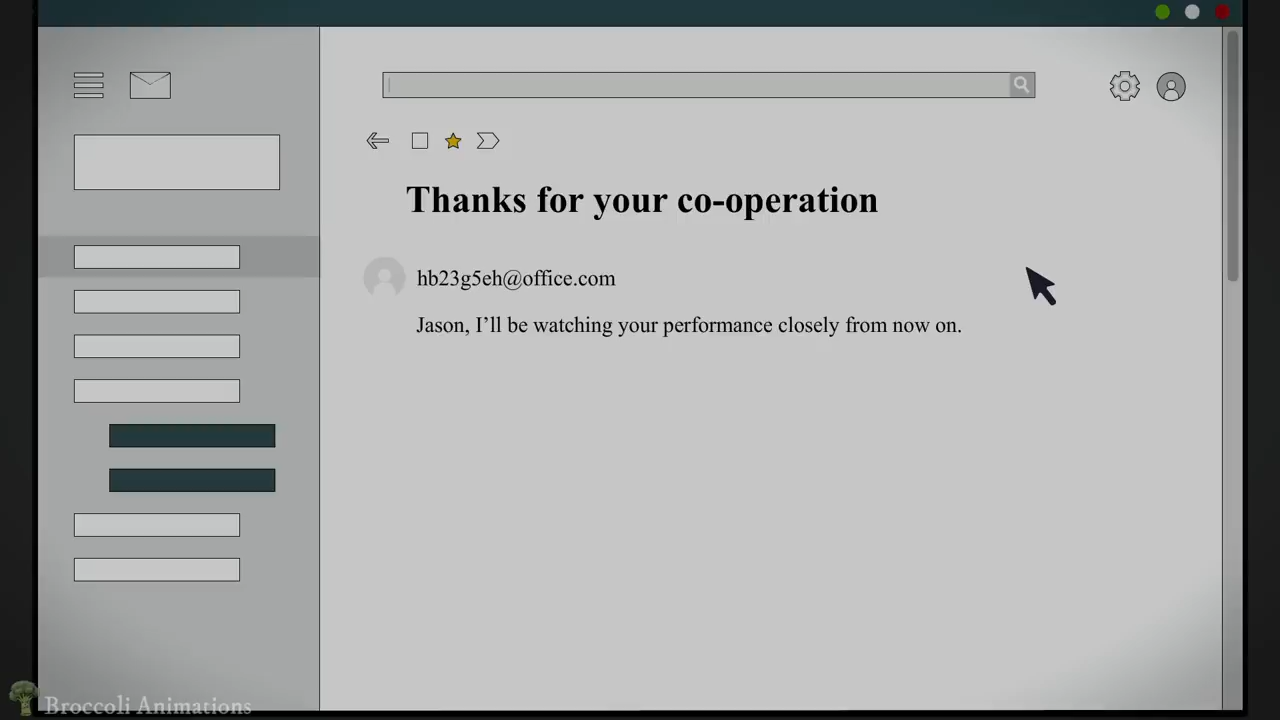 Thanks for your co-operation
hb23g5eh@office.com
Jason, I’ll be watching your performance closely from now on.
Broccoli Animations